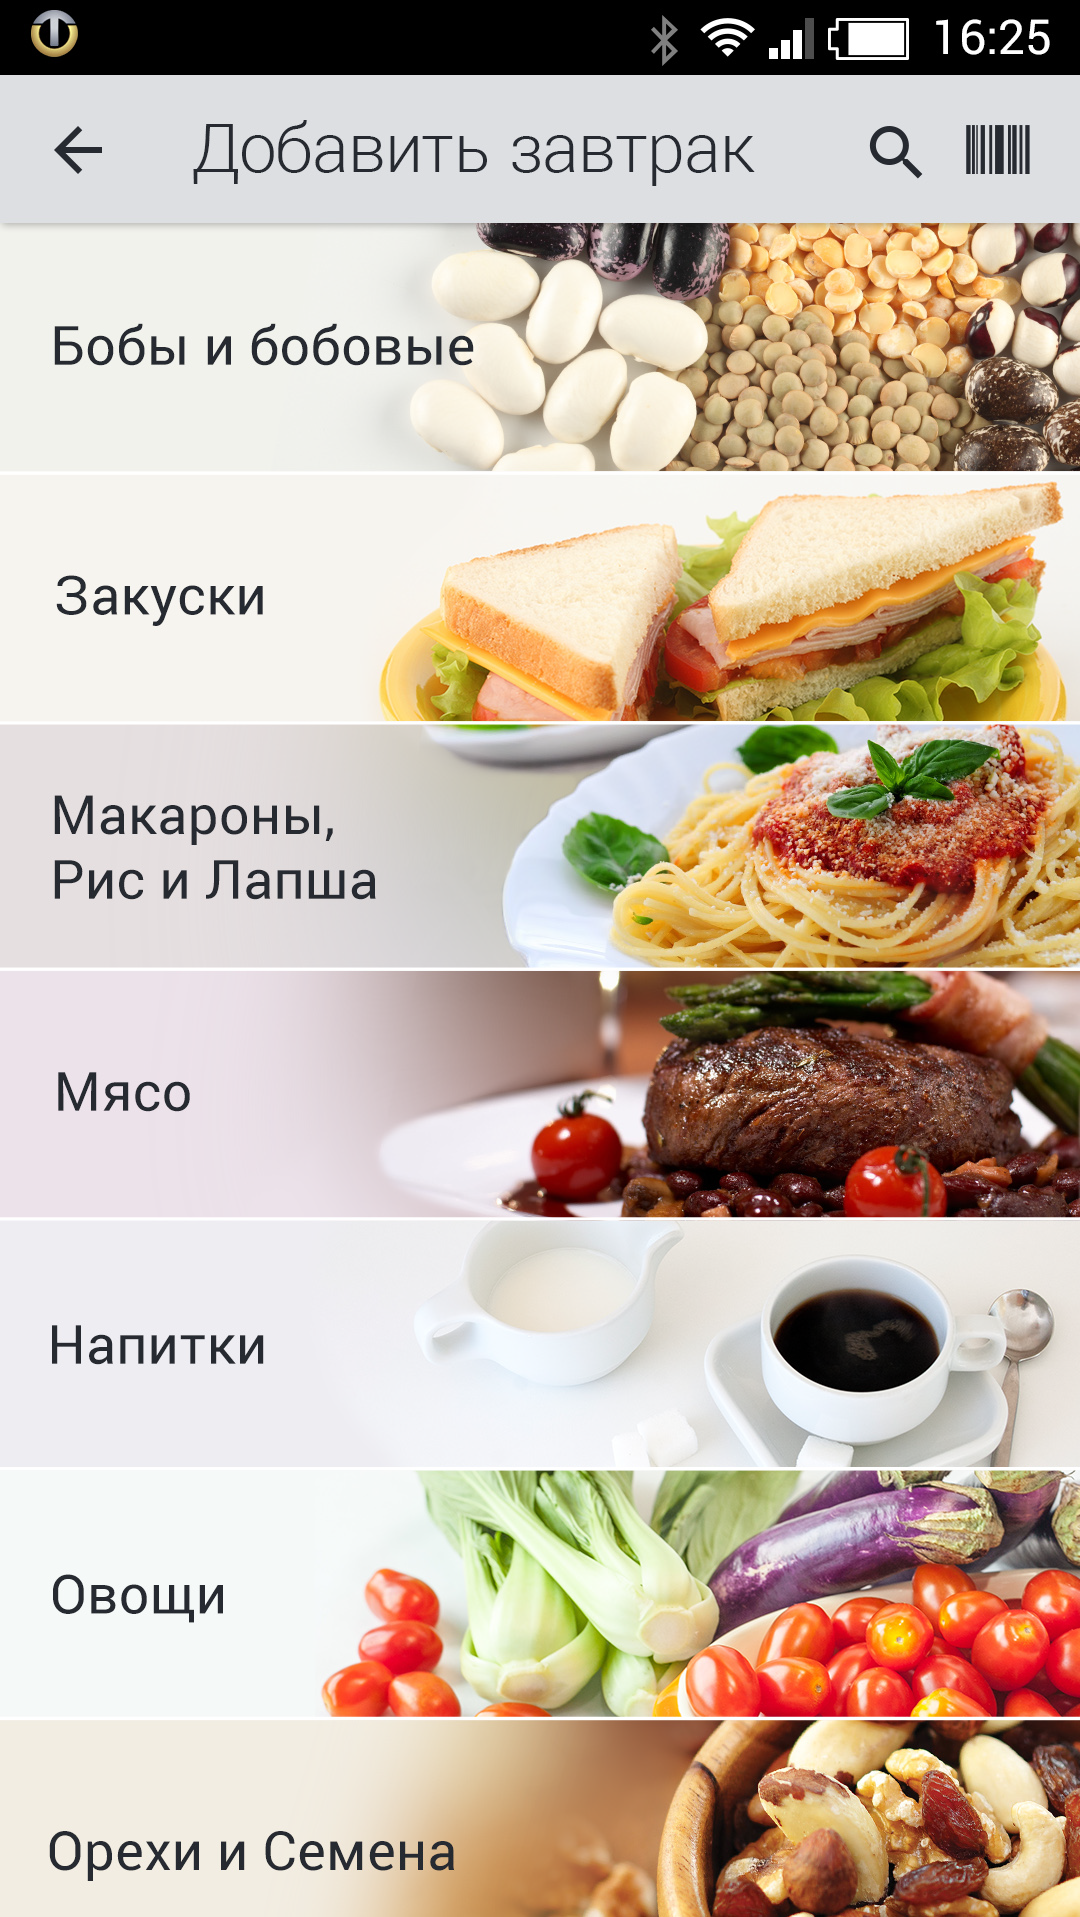 16:25
Добавить завтрак
Бобы и бобовые
Закуски
Макароны,
Рис и Лапша
Мясо
Напитки
Овощи
Орехи и Семена